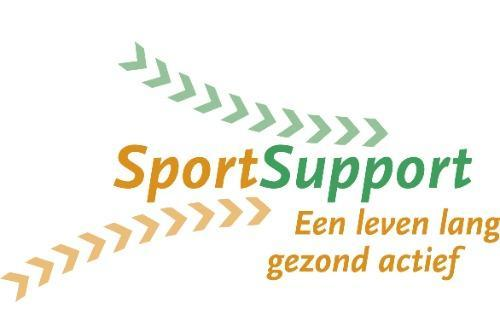 SportSupport
Een leven lang
gezond actief